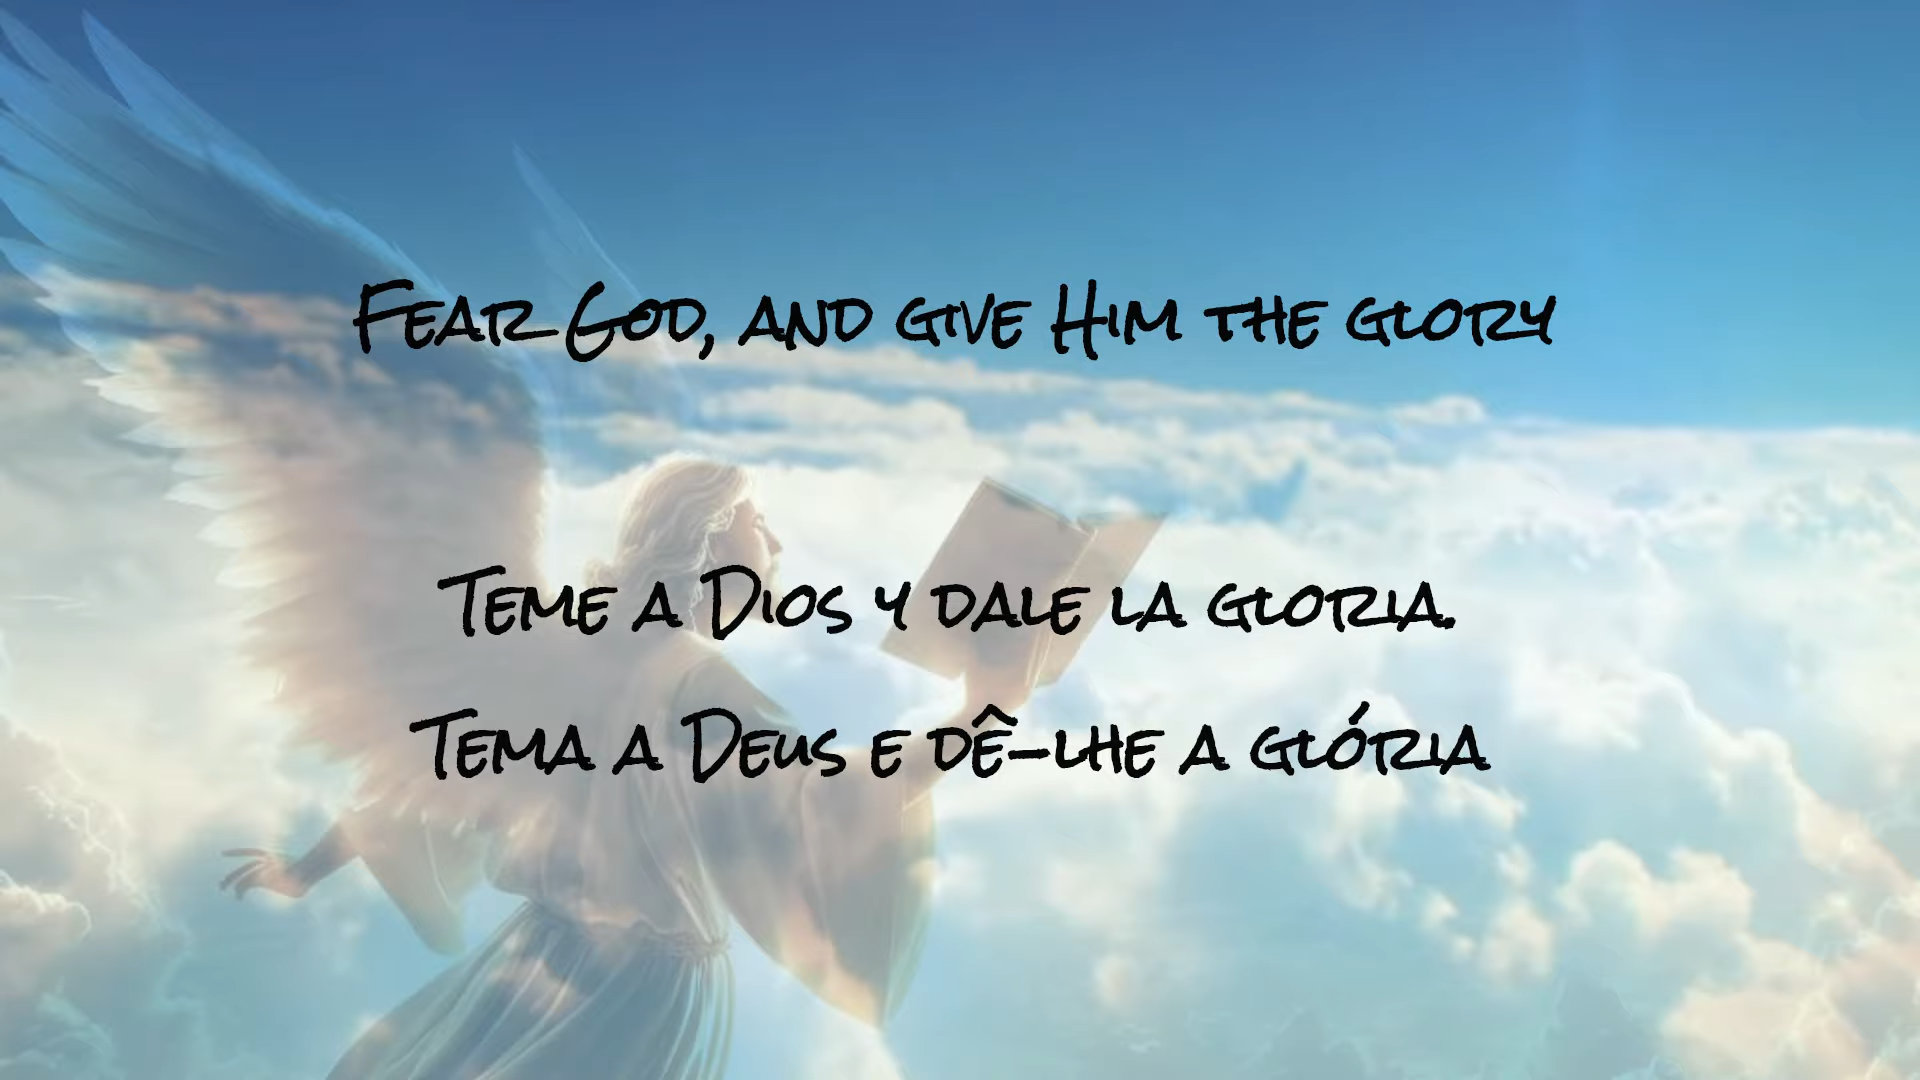 Fear God, and give Him the glory
Teme a Dios y dale la gloria.
Tema a Deus e dê-lhe a glória